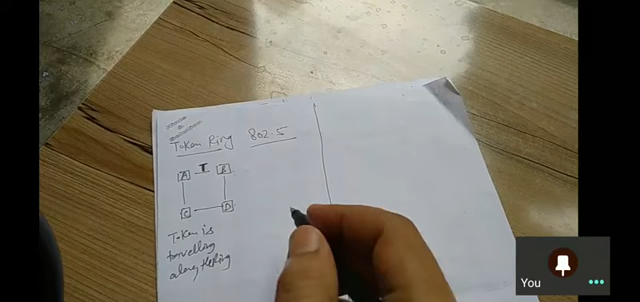 Token Ring 802.5
A T B
C D
Token is
travelling
along the Ring
You